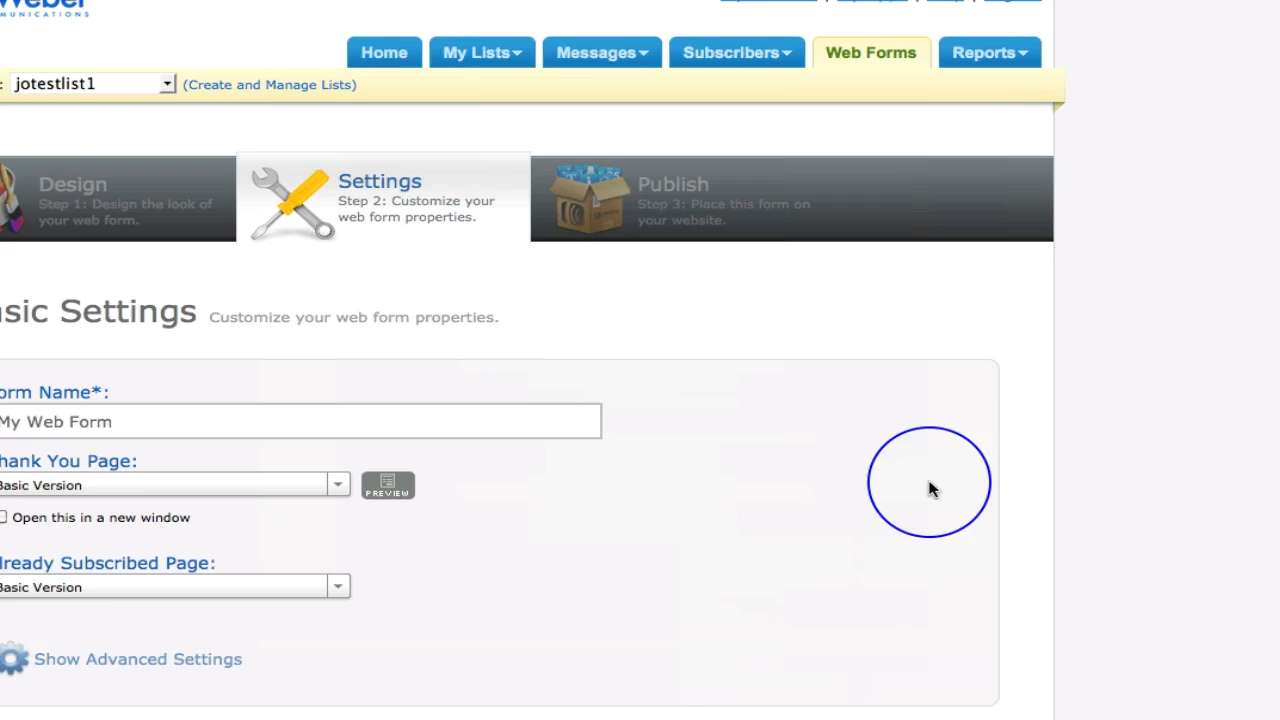 Weber
MUNICATIONS
Home My Lists Messages Subscribers Web Forms Reports
: jotestlist1 (Create and Manage Lists)
Design
Step 1: Design the look of
your web form.
Settings
Step 2: Customize your
web form properties.
Publish
Step 3: Place this form on
your website.
asic Settings Customize your web form properties.
orm Name*:
My Web Form
hank You Page:
Basic Version
PREVIEW
Open this in a new window
lready Subscribed Page:
Basic Version
Show Advanced Settings